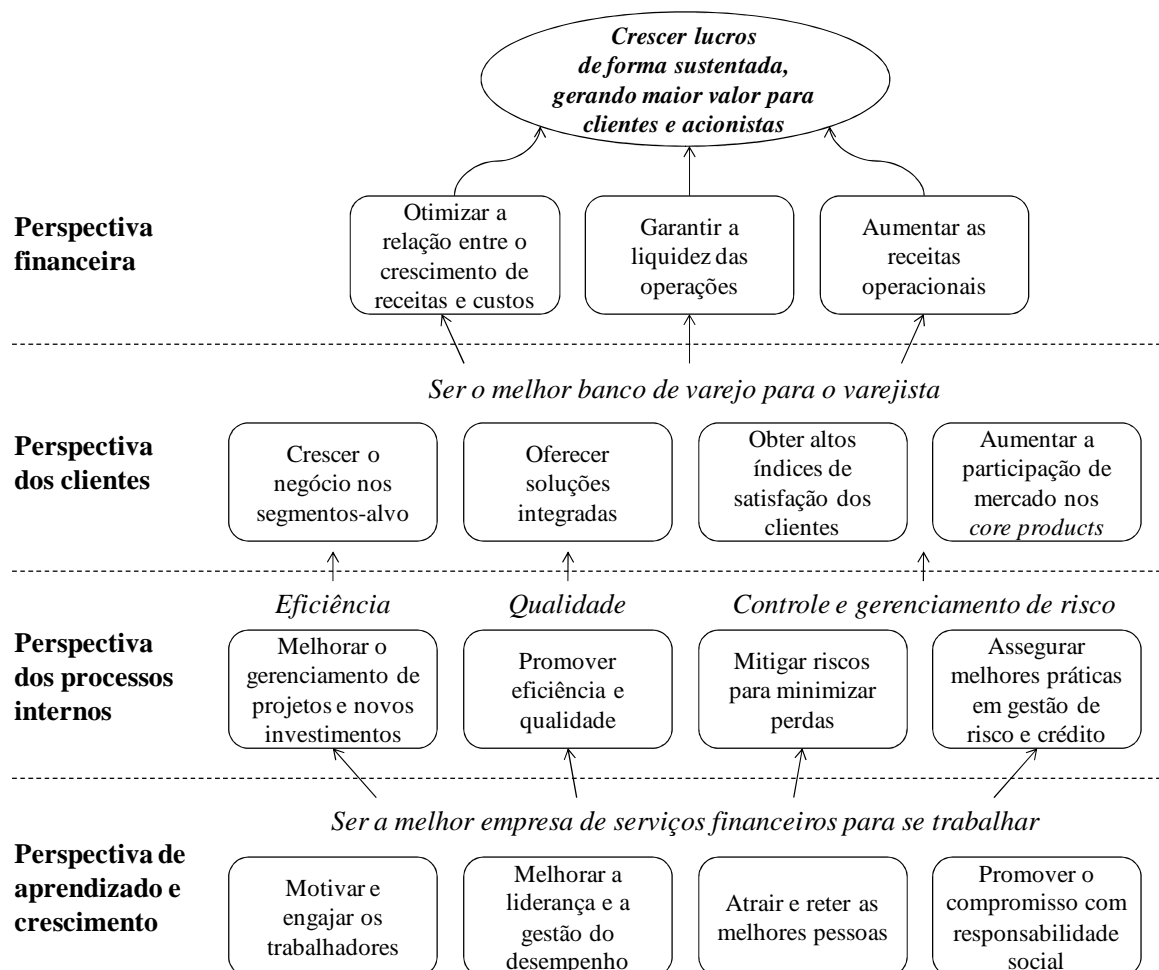 Crescer lucros
de forma sustentada,
gerando maior valor para
clientes e acionistas
Perspectiva
financeira
Otimizar a
relação entre o
crescimento de
receitas e custos
Garantir a
liquidez das
operações
Aumentar as
receitas
operacionais
Ser o melhor banco de varejo para o varejista
Perspectiva
dos clientes
Crescer o
negócio nos
segmentos-alvo
Oferecer
soluções
integradas
Obter altos
índices de
satisfação dos
clientes
Aumentar a
participação de
mercado nos
core products
Eficiência
Qualidade
Controle e gerenciamento de risco
Perspectiva
dos processos
internos
Melhorar o
gerenciamento de
projetos e novos
investimentos
Promover
eficiência e
qualidade
Mitigar riscos
para minimizar
perdas
Assegurar
melhores práticas
em gestão de
risco e crédito
Ser a melhor empresa de serviços financeiros para se trabalhar
Perspectiva de
aprendizado e
crescimento
Motivar e
engajar os
trabalhadores
Melhorar a
liderança e a
gestão do
desempenho
Atrair e reter as
melhores pessoas
Promover o
compromisso com
responsabilidade
social